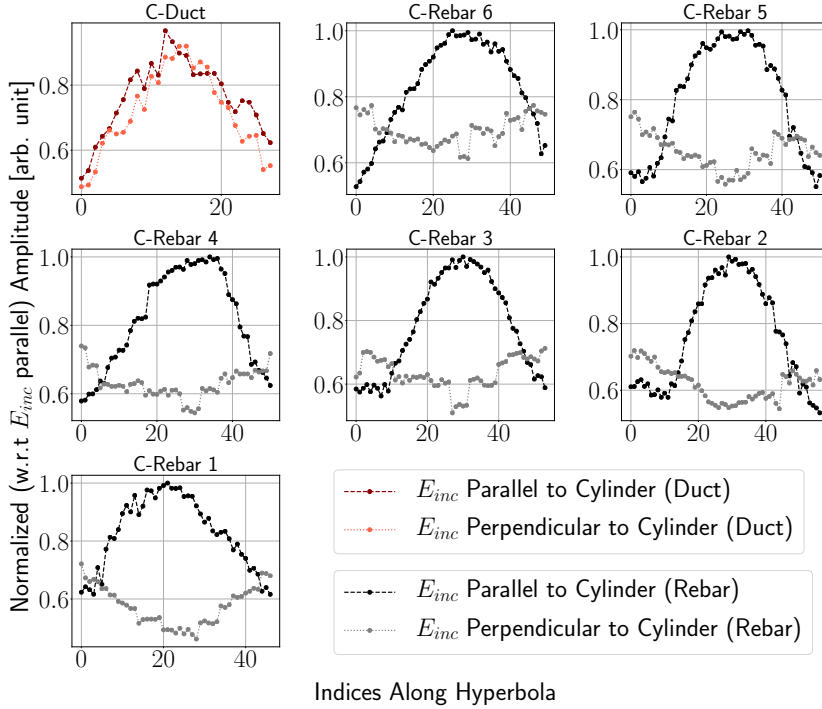 C-Duct
C-Rebar 6
C-Rebar 5
0.8
0.6
0 20
1.0
0.8
0.6
0 20 40
1.0
0.8
0.6
0 20 40
C-Rebar 4
C-Rebar 3
C-Rebar 2
1.0
0.8
0.6
0 20 40
1.0
0.8
0.6
0 20 40
1.0
0.8
0.6
0 20 40
C-Rebar 1
1.0
0.8
0.6
0 20 40
Normalized (w.r.t E_inc parallel) Amplitude [arb. unit]
E_inc Parallel to Cylinder (Duct)
E_inc Perpendicular to Cylinder (Duct)
E_inc Parallel to Cylinder (Rebar)
E_inc Perpendicular to Cylinder (Rebar)
Indices Along Hyperbola